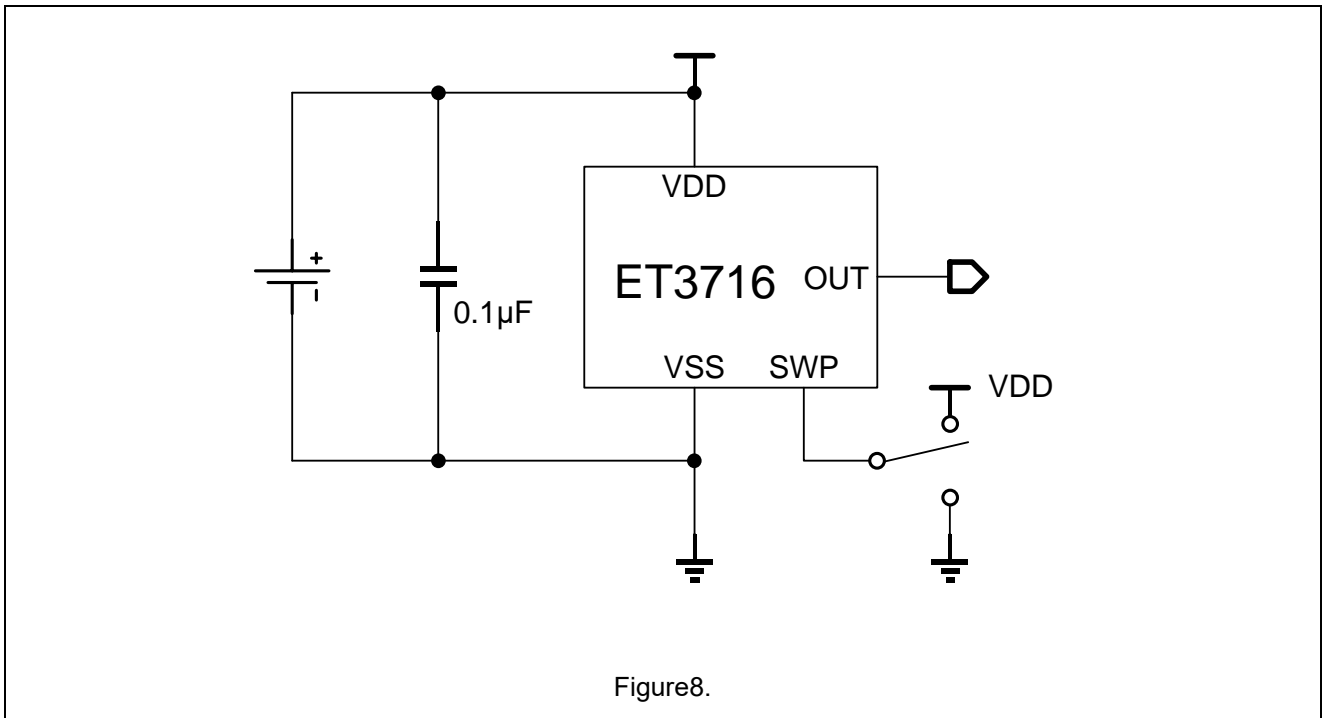 VDD
ET3716 OUT
+
0.1µF
VSS SWP
VDD
Figure8.